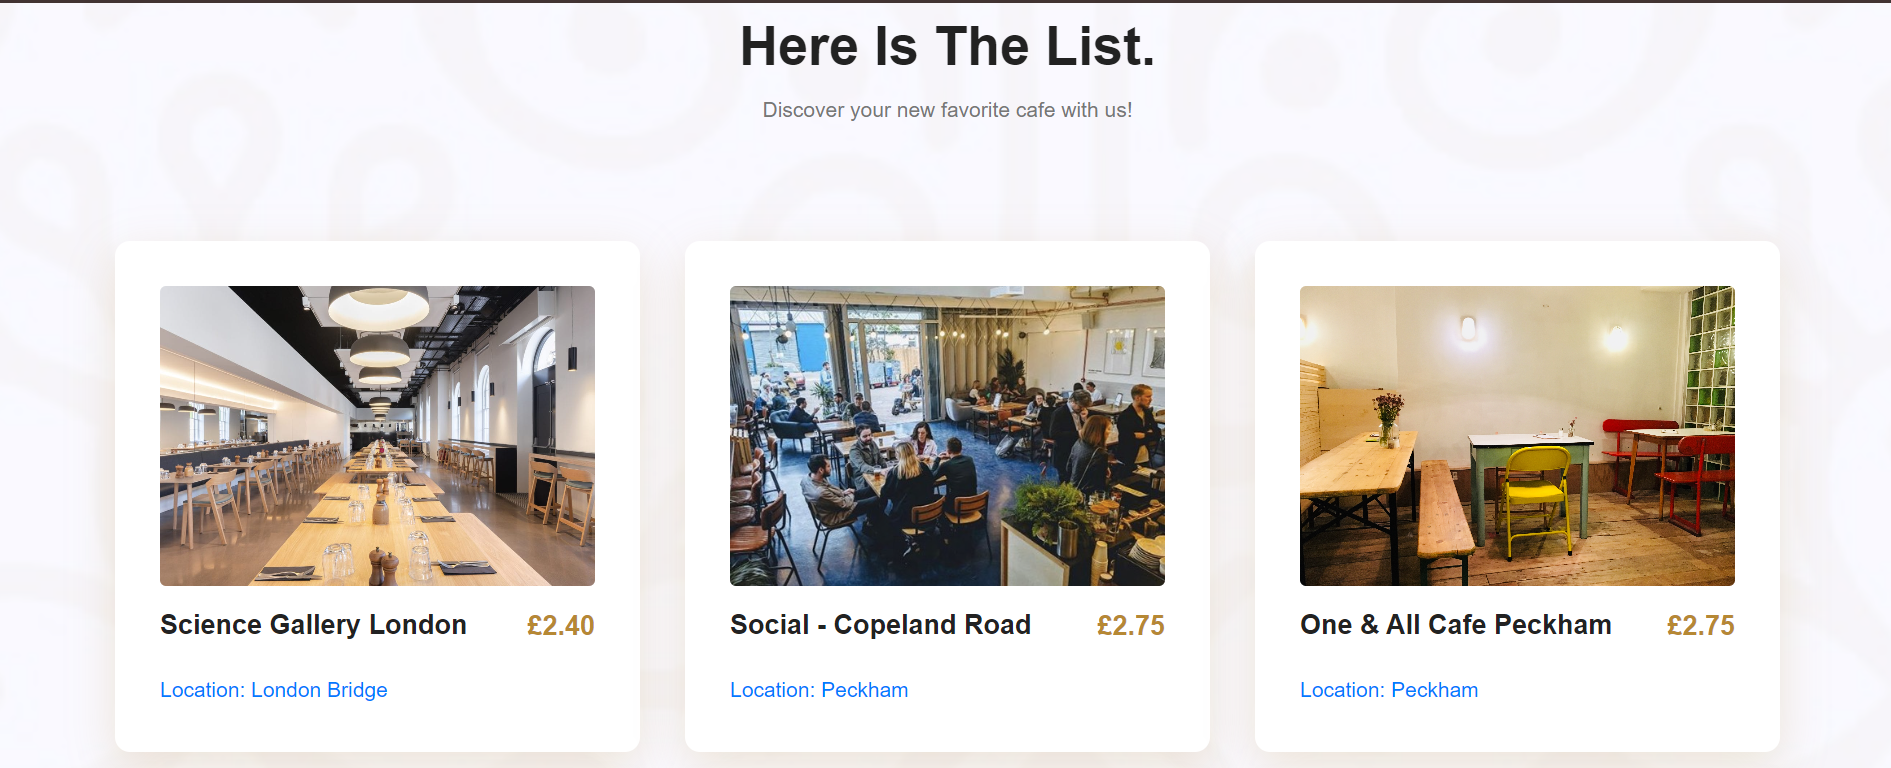 Here Is The List.
Discover your new favorite cafe with us!
Science Gallery London £2.40
Location: London Bridge
Social - Copeland Road £2.75
Location: Peckham
One & All Cafe Peckham £2.75
Location: Peckham